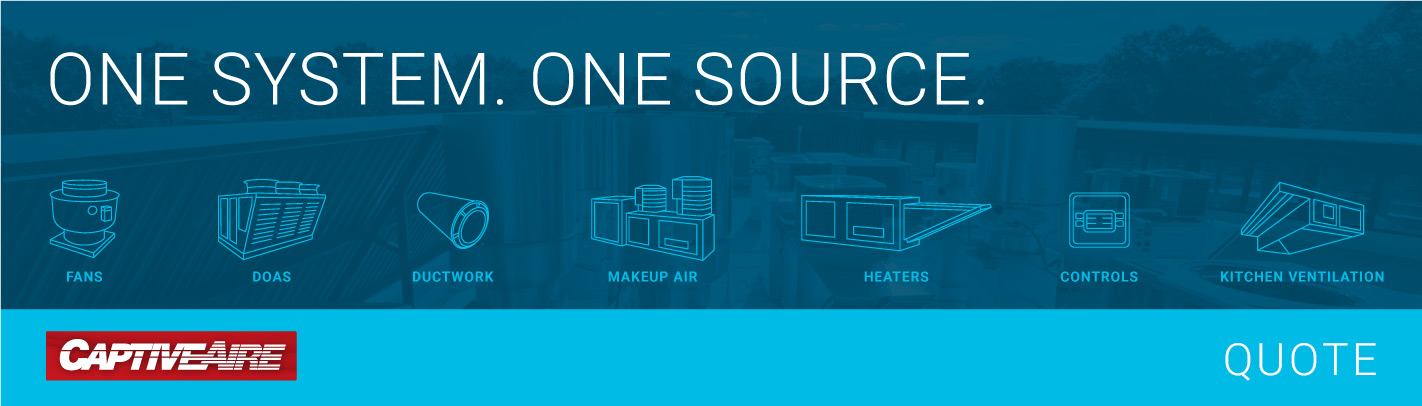 ONE SYSTEM. ONE SOURCE.
FANS
DOAS
DUCTWORK
MAKEUP AIR
HEATERS
CONTROLS
KITCHEN VENTILATION
CAPTIVEAIRE
QUOTE